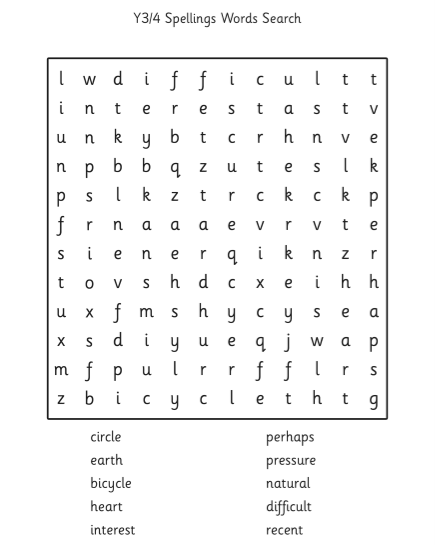 Y3/4 Spellings Words Search
l w d i f f i c u l t t
i n t e r e s t a s t v
u n k y b t c r h n v e
n p b b q z u t e s l k
p s l k z t r c k c k p
f r n a a a e v r v t e
s i e n e r q i k n z r
t o v s h d c x e i h h
u x f m s h y c y s e a
x s d i y u e q j w a p
m f p u l r r f f l r s
z b i c y c l e t h t g
circle perhaps
earth pressure
bicycle natural
heart difficult
interest recent